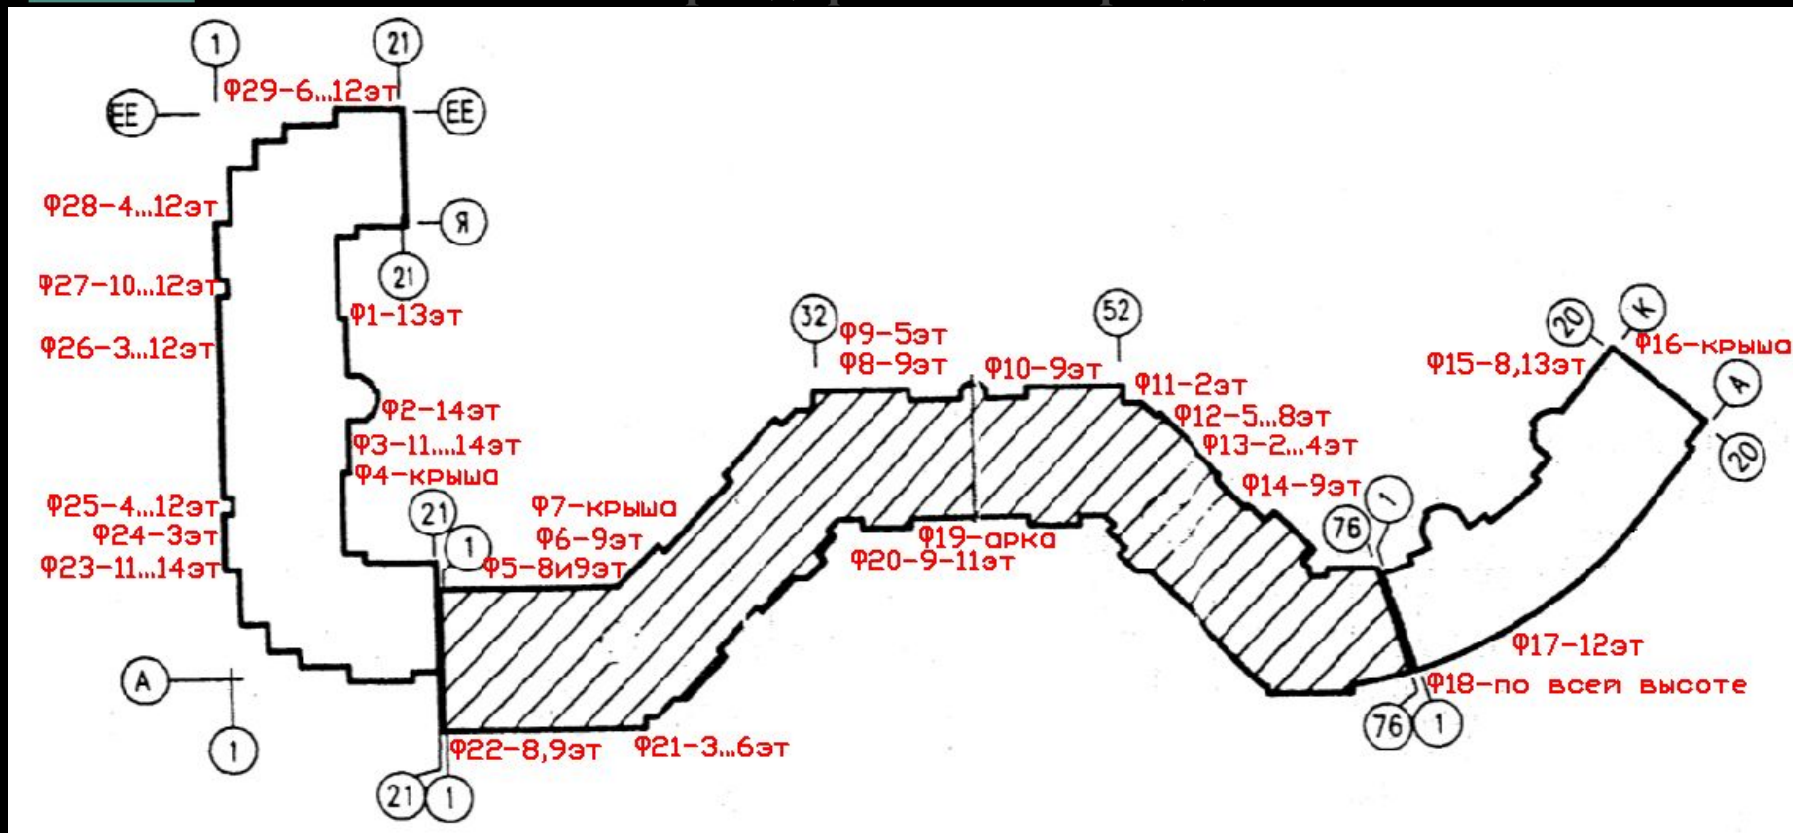 1
21
Ф29-6...12эт
ЕЕ
ЕЕ
Ф28-4...12эт
Я
21
Ф27-10...12эт
Ф1-13эт
Ф26-3...12эт
Ф2-14эт
Ф3-11....14эт
Ф4-крыша
Ф25-4...12эт
Ф24-3эт
Ф23-11...14эт
21
1
А
1
Ф7-крыша
Ф6-9эт
Ф5-8и9эт
32
Ф9-5эт
Ф8-9эт
Ф10-9эт
52
Ф11-2эт
Ф12-5...8эт
Ф13-2...4эт
Ф14-9эт
Ф19-арка
Ф20-9-11эт
76
1
Ф15-8,13эт
20
К
Ф16-крыша
А
20
Ф17-12эт
Ф18-по всей высоте
76
1
Ф22-8,9эт
Ф21-3...6эт
21
1